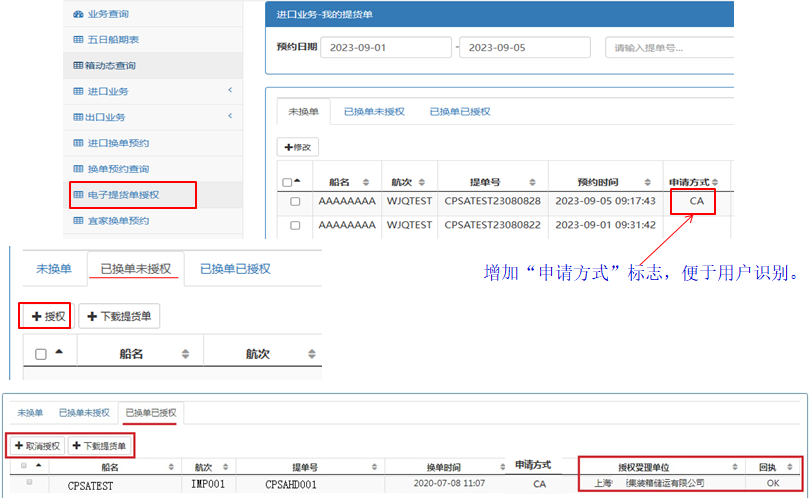 业务查询
五日船期表
箱动态查询
进口业务
出口业务
进口换单预约
换单预约查询
电子提货单授权
宜家换单预约
进口业务-我的提货单
预约日期 2023-09-01 - 2023-09-05 请输入提单号...
未换单 已换单未授权 已换单已授权
修改
船名 航次 提单号 预约时间 申请方式
AAAAAAAA WJQTEST CPSATEST23080828 2023-09-05 09:17:43 CA
AAAAAAAA WJQTEST CPSATEST23080822 2023-09-01 09:31:42
增加“申请方式”标志，便于用户识别。
未换单 已换单未授权 已换单已授权
授权 下载提货单
船名 航次
未换单 已换单未授权 已换单已授权
取消授权 下载提货单
船名 航次 提单号 换单时间 申请方式 授权受理单位 回执
CPSATEST IMP001 CPSAHD001 2020-07-08 11:07 CA 上海 集装箱储运有限公司 OK